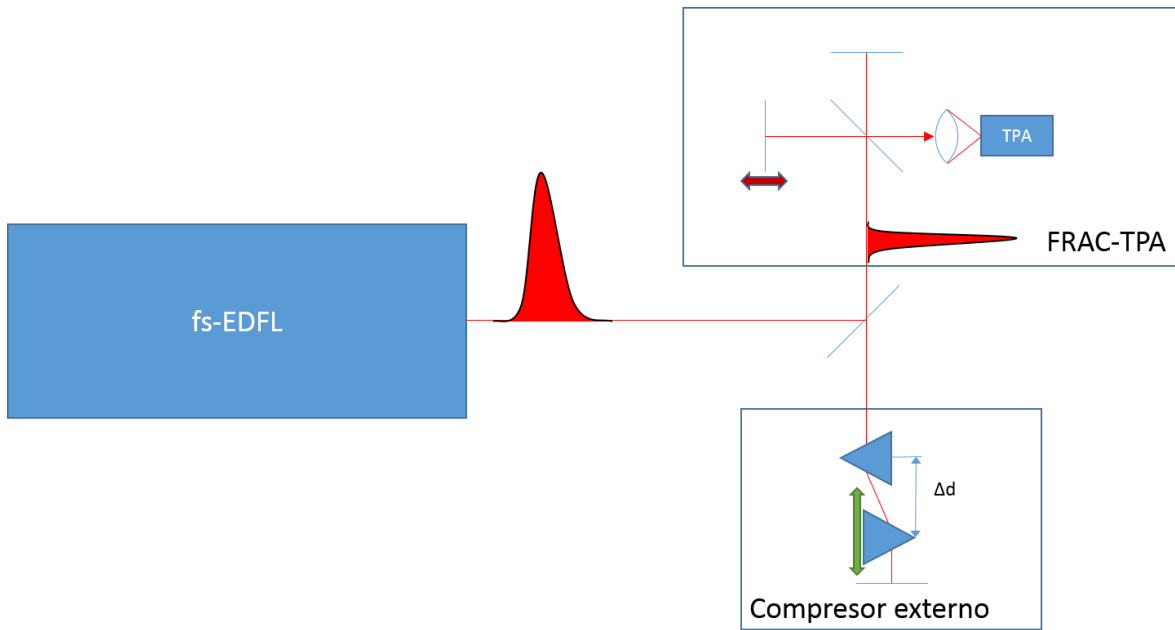 TPA
FRAC-TPA
fs-EDFL
Δd
Compresor externo